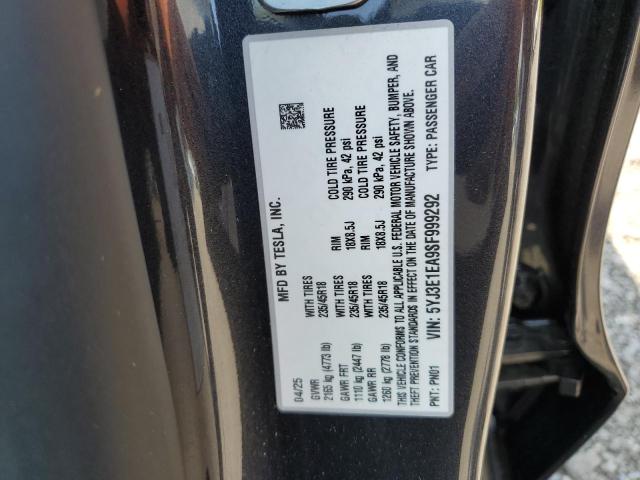 MFD BY TESLA, INC.
04/25
GVWR WITH TIRES RIM COLD TIRE PRESSURE
2165 kg (4773 lb) 235/45R18 18X8.5J 290 kPa, 42 psi
GAWR FRT WITH TIRES RIM COLD TIRE PRESSURE
1110 kg (2447 lb) 235/45R18 18X8.5J 290 kPa, 42 psi
GAWR RR
1260 kg (2778 lb) 235/45R18
THIS VEHICLE CONFORMS TO ALL APPLICABLE U.S. FEDERAL MOTOR VEHICLE SAFETY, BUMPER, AND
THEFT PREVENTION STANDARDS IN EFFECT ON THE DATE OF MANUFACTURE SHOWN ABOVE.
PNT: PN01 VIN: 5YJ3E1EA9SF999292 TYPE: PASSENGER CAR